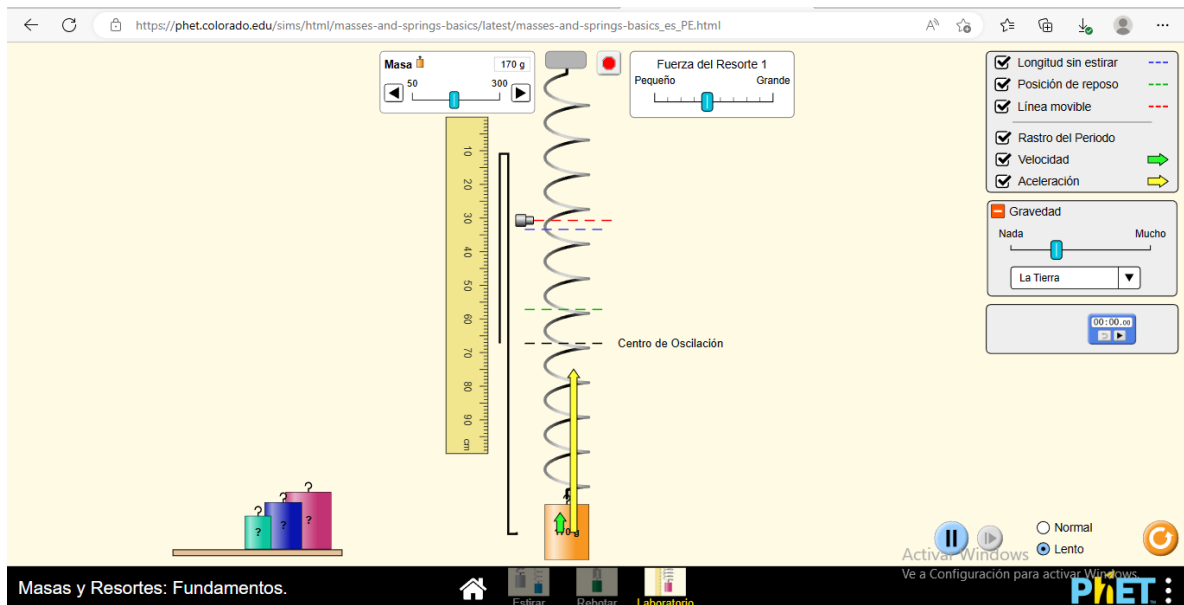 https://phet.colorado.edu/sims/html/masses-and-springs-basics/latest/masses-and-springs-basics_es_PE.html
Masa 170 g
50 300
Fuerza del Resorte 1
Pequeño Grande
Longitud sin estirar
Posición de reposo
Línea movible
Rastro del Periodo
Velocidad
Aceleración
Gravedad
Nada Mucho
La Tierra
00:00.00
10
20
30
40
50
60
70
80
90
cm
Centro de Oscilación
170 g
?
?
?
Normal
Lento
Activar Windows
Ve a Configuración para activar Windows.
Masas y Resortes: Fundamentos.
Estirar Rebotar Laboratorio
PhET